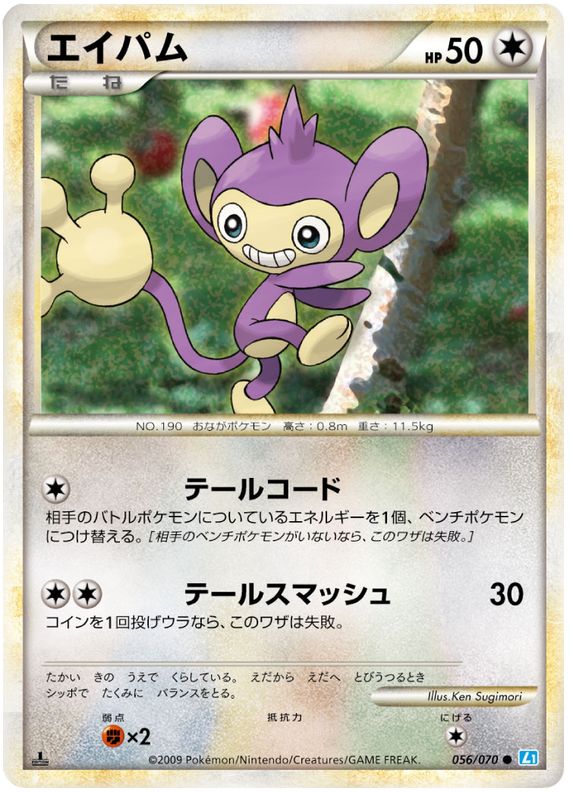 エイパム
HP50
たね
NO.190 おながポケモン 高さ:0.8m 重さ:11.5kg
テールコード
相手のバトルポケモンについているエネルギーを1個、ベンチポケモン
につけ替える。[相手のベンチポケモンがいないなら、このワザは失敗。]
テールスマッシュ 30
コインを1回投げウラなら、このワザは失敗。
たかい きの うえで くらしている。 えだから えだへ とびうつるとき
シッポで たくみに バランスをとる。
Illus.Ken Sugimori
弱点 抵抗力 にげる
×2
1 EDITION
©2009 Pokémon/Nintendo/Creatures/GAME FREAK.
056/070 ● L1